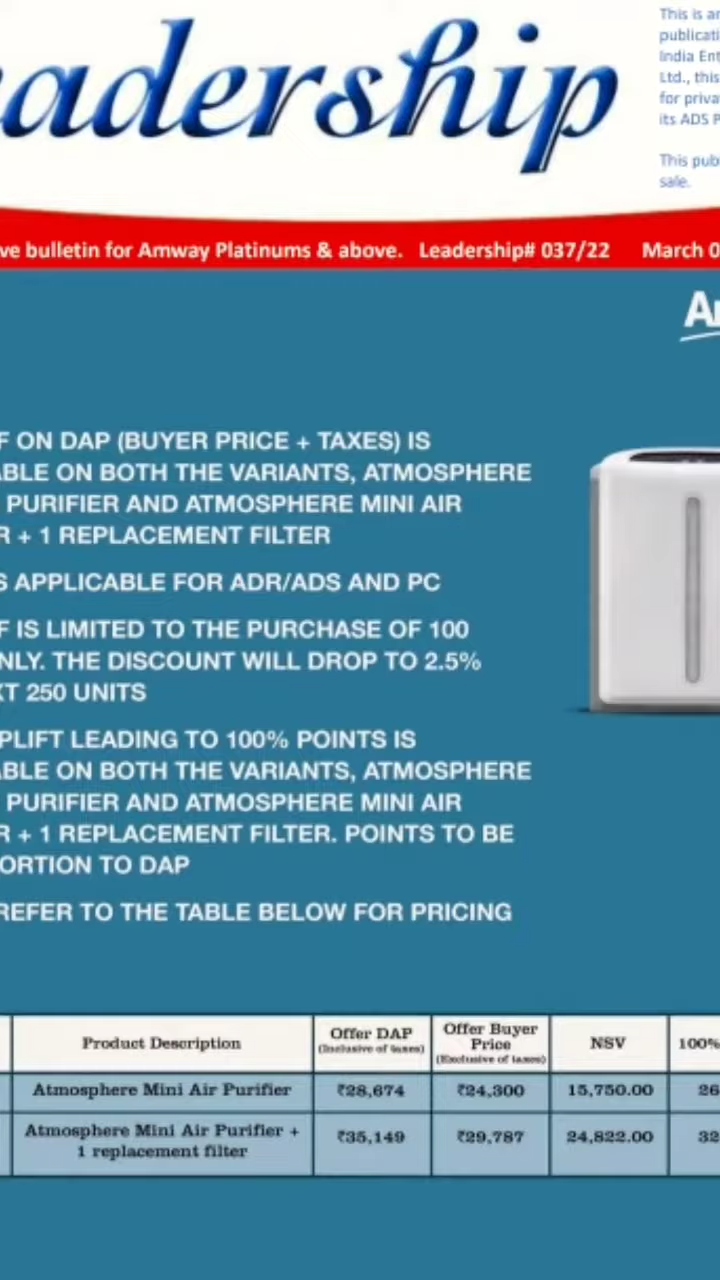 eadership
This is an
publicati
India Ent
Ltd., this
for privat
its ADS P
This pub
sale.
ve bulletin for Amway Platinums & above. Leadership# 037/22 March 0
F ON DAP (BUYER PRICE + TAXES) IS
ABLE ON BOTH THE VARIANTS, ATMOSPHERE
PURIFIER AND ATMOSPHERE MINI AIR
R + 1 REPLACEMENT FILTER
S APPLICABLE FOR ADR/ADS AND PC
F IS LIMITED TO THE PURCHASE OF 100
NLY. THE DISCOUNT WILL DROP TO 2.5%
XT 250 UNITS
PLIFT LEADING TO 100% POINTS IS
ABLE ON BOTH THE VARIANTS, ATMOSPHERE
PURIFIER AND ATMOSPHERE MINI AIR
R + 1 REPLACEMENT FILTER. POINTS TO BE
ORTION TO DAP
REFER TO THE TABLE BELOW FOR PRICING
Product Description Offer DAP (Inclusive of taxes) Offer Buyer Price (Exclusive of taxes) NSV 100%
Atmosphere Mini Air Purifier ₹28,674 ₹24,300 15,750.00 26
Atmosphere Mini Air Purifier + 1 replacement filter ₹35,149 ₹29,787 24,822.00 32